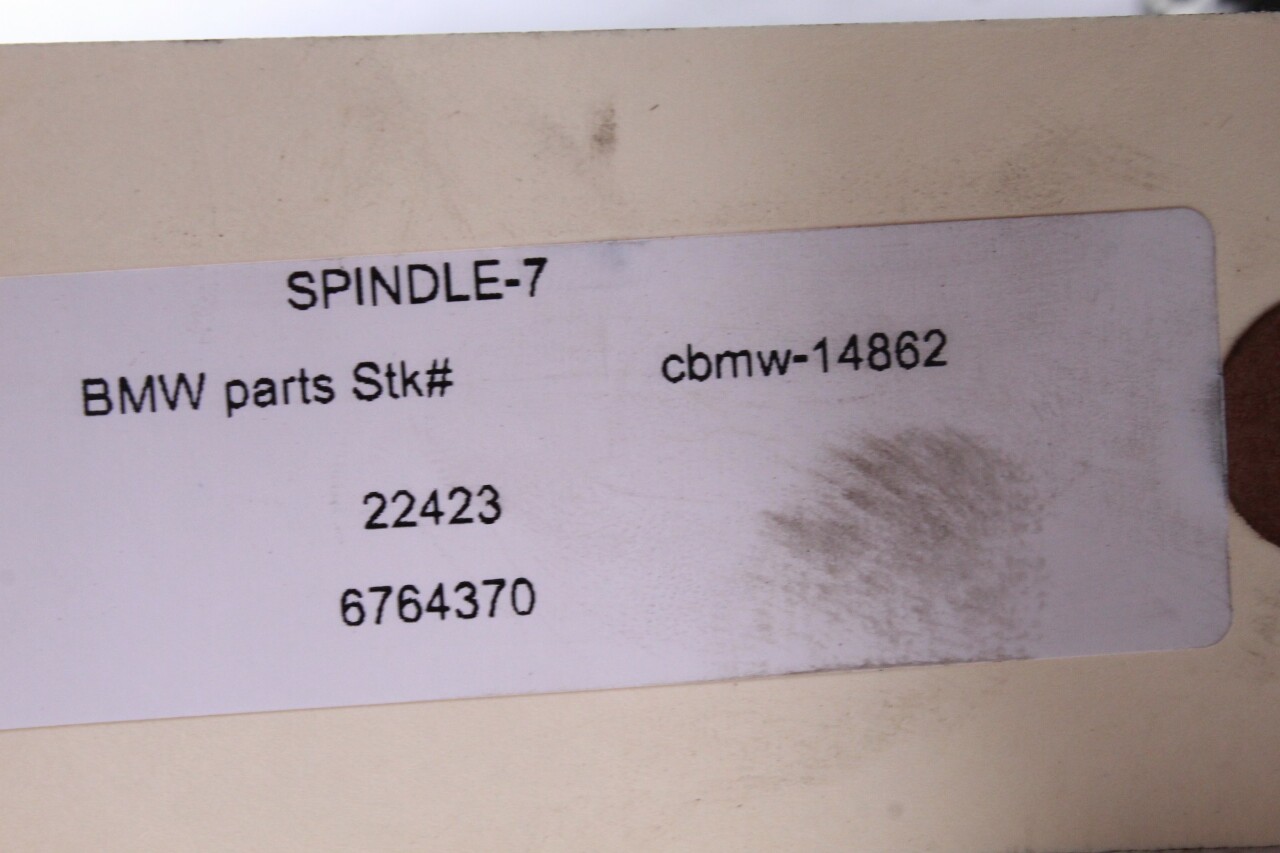 SPINDLE-7
BMW parts Stk# cbmw-14862
22423
6764370